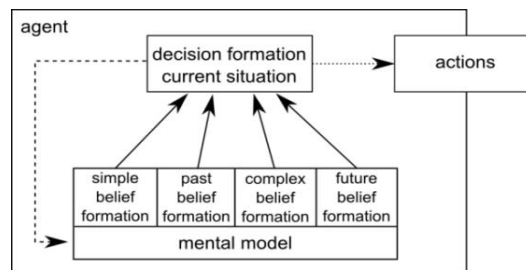 agent
decision formation
current situation
actions
simple
belief
formation
past
belief
formation
complex
belief
formation
future
belief
formation
mental model